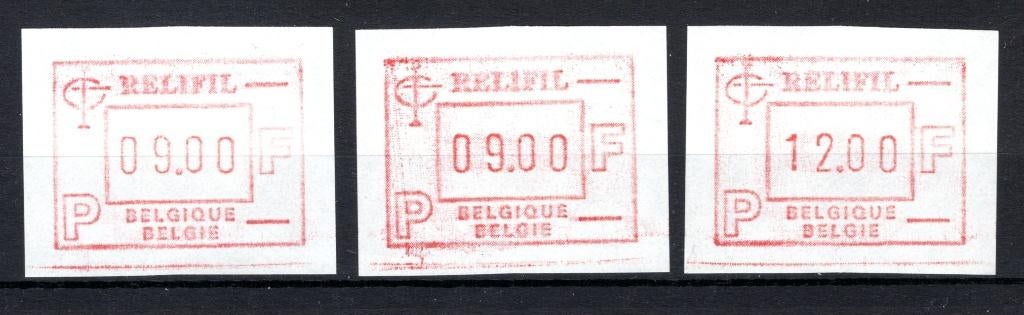 RELIFIL
09.00 F
P BELGIQUE
BELGIE
RELIFIL
09.00 F
P BELGIQUE
BELGIE
RELIFIL
12.00 F
P BELGIQUE
BELGIE